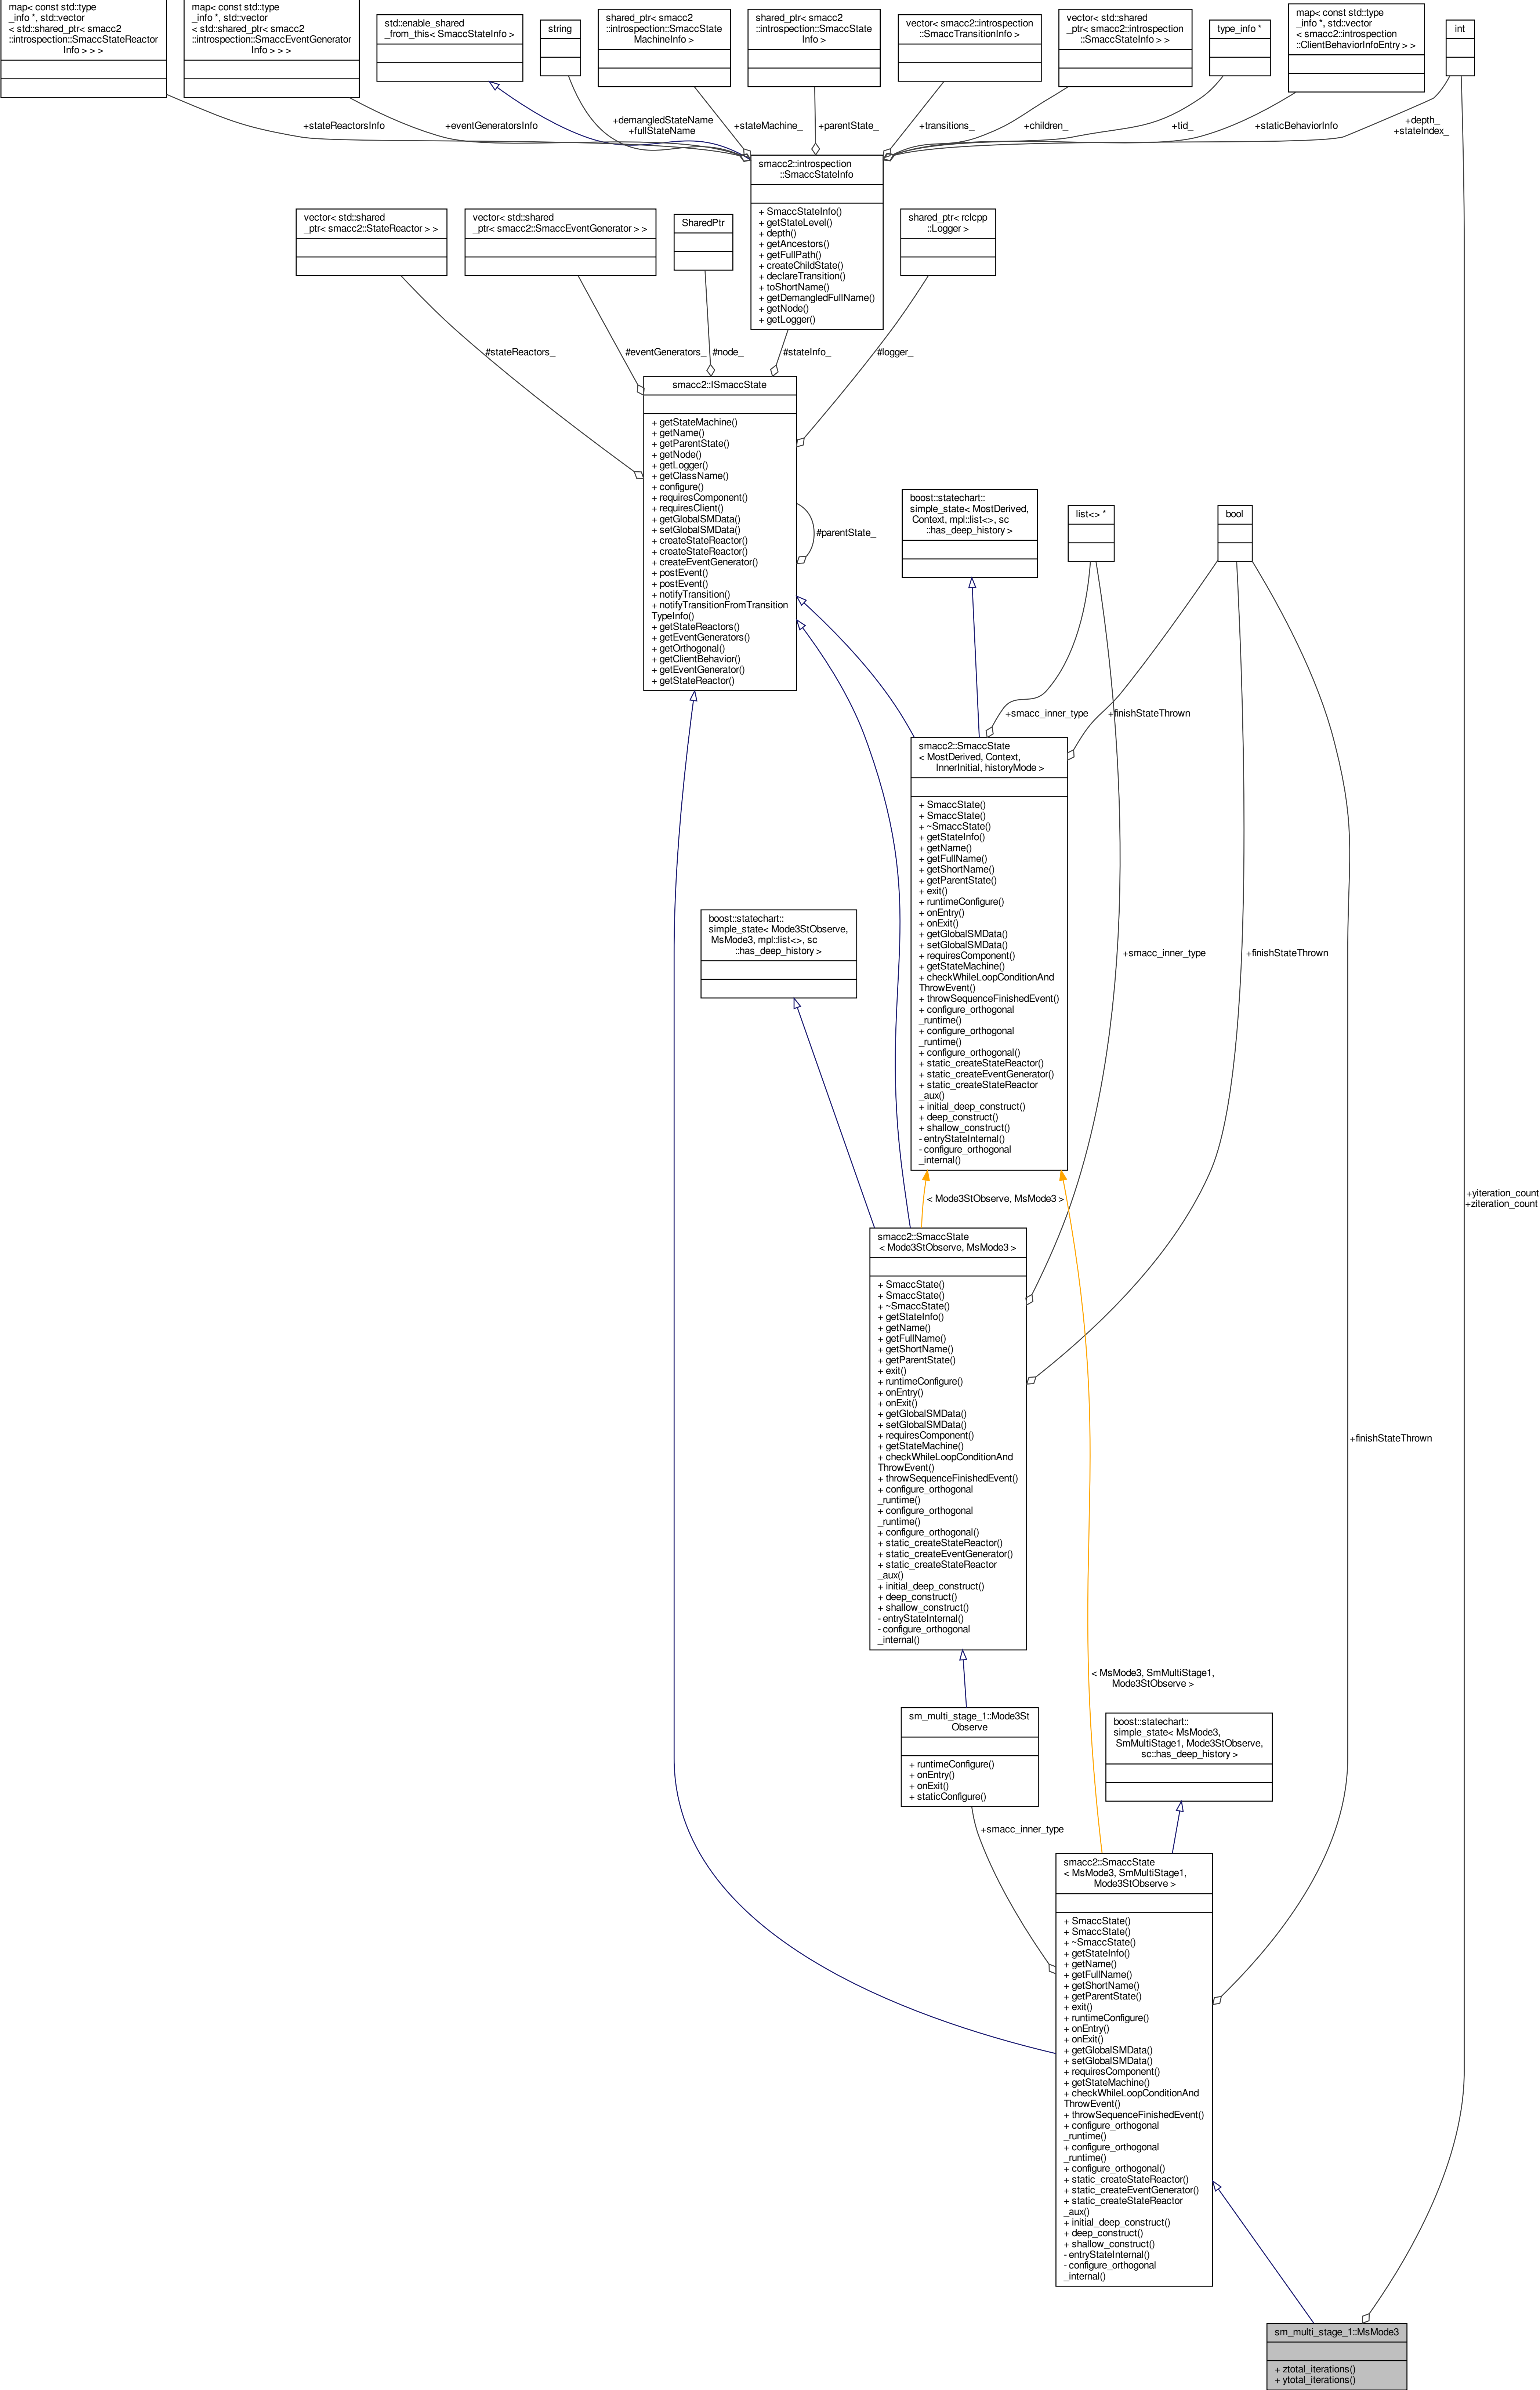 map< const std::type
_info *, std::vector
< std::shared_ptr< smacc2
::introspection::SmaccStateReactor
Info > > >
map< const std::type
_info *, std::vector
< std::shared_ptr< smacc2
::introspection::SmaccEventGenerator
Info > > >
std::enable_shared
_from_this< SmaccStateInfo >
string
shared_ptr< smacc2
::introspection::SmaccState
MachineInfo >
shared_ptr< smacc2
::introspection::SmaccState
Info >
vector< smacc2::introspection
::SmaccTransitionInfo >
vector< std::shared
_ptr< smacc2::introspection
::SmaccStateInfo > >
type_info *
map< const std::type
_info *, std::vector
< smacc2::introspection
::ClientBehaviorInfoEntry > >
int
+stateReactorsInfo
+eventGeneratorsInfo
+demangledStateName
+fullStateName
+stateMachine_
+parentState_
+transitions_
+children_
+tid_
+staticBehaviorInfo
+depth_
+stateIndex_
smacc2::introspection
::SmaccStateInfo
+ SmaccStateInfo()
+ getStateLevel()
+ depth()
+ getAncestors()
+ getFullPath()
+ createChildState()
+ declareTransition()
+ toShortName()
+ getDemangledFullName()
+ getNode()
+ getLogger()
vector< std::shared
_ptr< smacc2::StateReactor > >
vector< std::shared
_ptr< smacc2::SmaccEventGenerator > >
SharedPtr
shared_ptr< rclcpp
::Logger >
#stateReactors_
#eventGenerators_
#node_
#stateInfo_
#logger_
smacc2::ISmaccState
+ getStateMachine()
+ getName()
+ getParentState()
+ getNode()
+ getLogger()
+ getClassName()
+ configure()
+ requiresComponent()
+ requiresClient()
+ getGlobalSMData()
+ setGlobalSMData()
+ createStateReactor()
+ createStateReactor()
+ createEventGenerator()
+ postEvent()
+ postEvent()
+ notifyTransition()
+ notifyTransitionFromTransition
TypeInfo()
+ getStateReactors()
+ getEventGenerators()
+ getOrthogonal()
+ getClientBehavior()
+ getEventGenerator()
+ getStateReactor()
#parentState_
boost::statechart::
simple_state< MostDerived,
Context, mpl::list<>, sc
::has_deep_history >
list<> *
bool
+smacc_inner_type
+finishStateThrown
smacc2::SmaccState
< MostDerived, Context,
InnerInitial, historyMode >
+ SmaccState()
+ SmaccState()
+ ~SmaccState()
+ getStateInfo()
+ getName()
+ getFullName()
+ getShortName()
+ getParentState()
+ exit()
+ runtimeConfigure()
+ onEntry()
+ onExit()
+ getGlobalSMData()
+ setGlobalSMData()
+ requiresComponent()
+ getStateMachine()
+ checkWhileLoopConditionAnd
ThrowEvent()
+ throwSequenceFinishedEvent()
+ configure_orthogonal
_runtime()
+ configure_orthogonal
_runtime()
+ configure_orthogonal()
+ static_createStateReactor()
+ static_createEventGenerator()
+ static_createStateReactor
_aux()
+ initial_deep_construct()
+ deep_construct()
+ shallow_construct()
- entryStateInternal()
- configure_orthogonal
_internal()
boost::statechart::
simple_state< Mode3StObserve,
MsMode3, mpl::list<>, sc
::has_deep_history >
+smacc_inner_type
+finishStateThrown
< Mode3StObserve, MsMode3 >
+yiteration_count
+ziteration_count
smacc2::SmaccState
< Mode3StObserve, MsMode3 >
+ SmaccState()
+ SmaccState()
+ ~SmaccState()
+ getStateInfo()
+ getName()
+ getFullName()
+ getShortName()
+ getParentState()
+ exit()
+ runtimeConfigure()
+ onEntry()
+ onExit()
+ getGlobalSMData()
+ setGlobalSMData()
+ requiresComponent()
+ getStateMachine()
+ checkWhileLoopConditionAnd
ThrowEvent()
+ throwSequenceFinishedEvent()
+ configure_orthogonal
_runtime()
+ configure_orthogonal
_runtime()
+ configure_orthogonal()
+ static_createStateReactor()
+ static_createEventGenerator()
+ static_createStateReactor
_aux()
+ initial_deep_construct()
+ deep_construct()
+ shallow_construct()
- entryStateInternal()
- configure_orthogonal
_internal()
+finishStateThrown
< MsMode3, SmMultiStage1,
Mode3StObserve >
sm_multi_stage_1::Mode3St
Observe
+ runtimeConfigure()
+ onEntry()
+ onExit()
+ staticConfigure()
boost::statechart::
simple_state< MsMode3,
SmMultiStage1, Mode3StObserve,
sc::has_deep_history >
+smacc_inner_type
smacc2::SmaccState
< MsMode3, SmMultiStage1,
Mode3StObserve >
+ SmaccState()
+ SmaccState()
+ ~SmaccState()
+ getStateInfo()
+ getName()
+ getFullName()
+ getShortName()
+ getParentState()
+ exit()
+ runtimeConfigure()
+ onEntry()
+ onExit()
+ getGlobalSMData()
+ setGlobalSMData()
+ requiresComponent()
+ getStateMachine()
+ checkWhileLoopConditionAnd
ThrowEvent()
+ throwSequenceFinishedEvent()
+ configure_orthogonal
_runtime()
+ configure_orthogonal
_runtime()
+ configure_orthogonal()
+ static_createStateReactor()
+ static_createEventGenerator()
+ static_createStateReactor
_aux()
+ initial_deep_construct()
+ deep_construct()
+ shallow_construct()
- entryStateInternal()
- configure_orthogonal
_internal()
sm_multi_stage_1::MsMode3
+ ztotal_iterations()
+ ytotal_iterations()